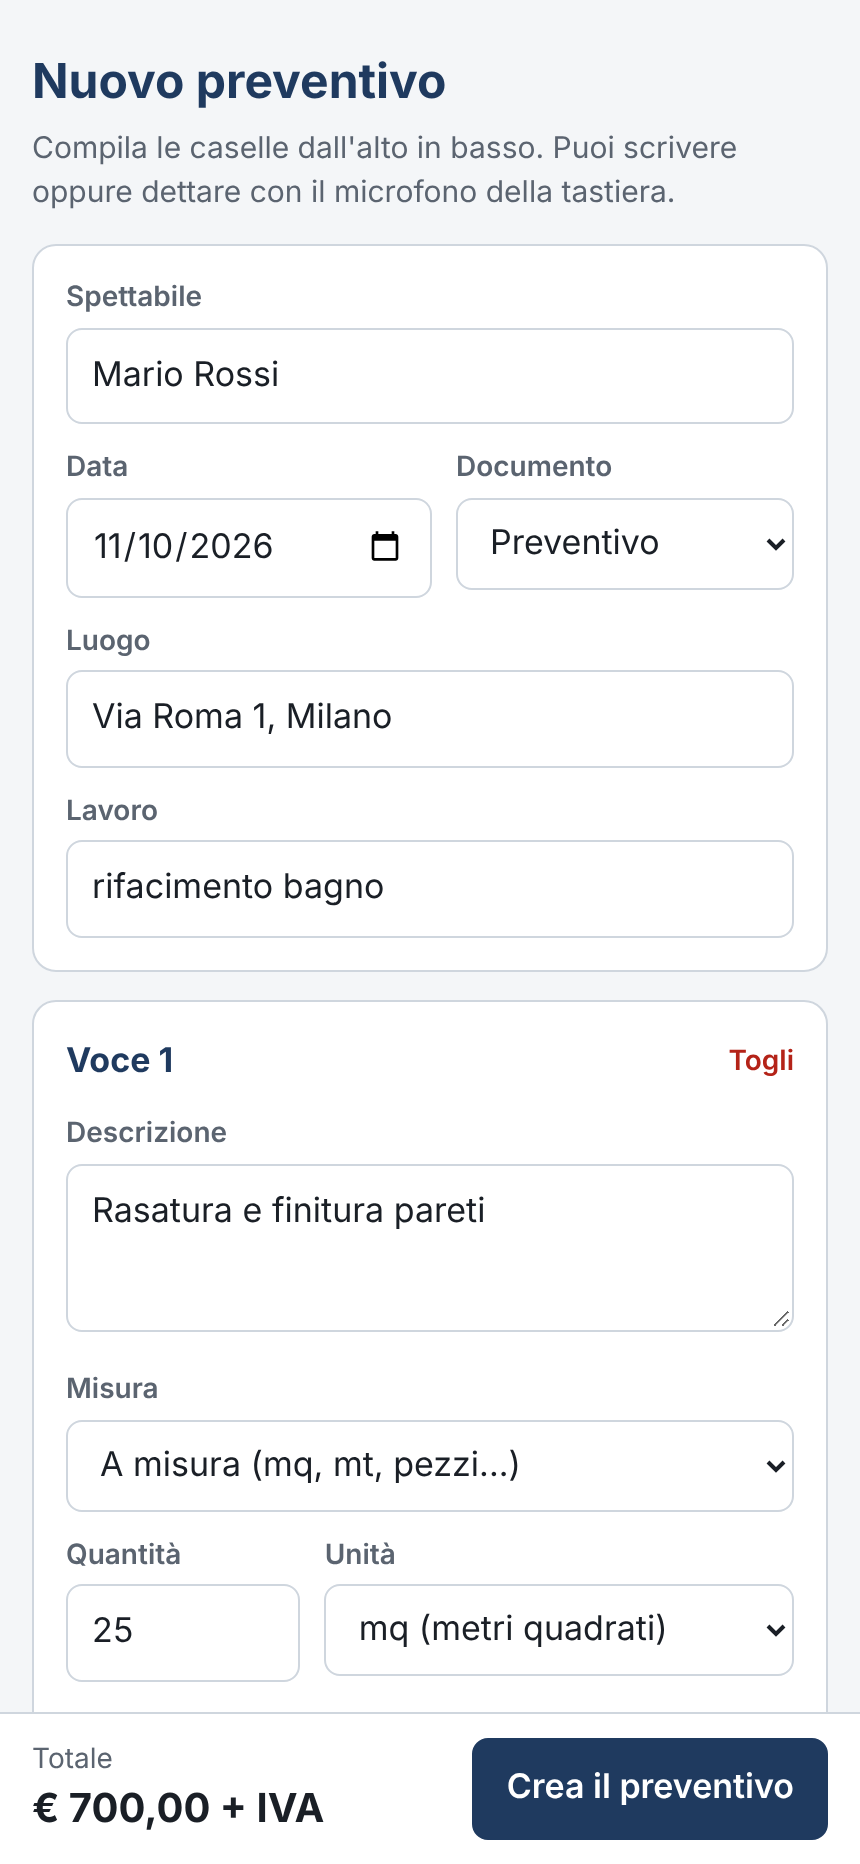 Nuovo preventivo
Compila le caselle dall'alto in basso. Puoi scrivere
oppure dettare con il microfono della tastiera.
Spettabile
Mario Rossi
Data
Documento
11/10/2026
Preventivo
Luogo
Via Roma 1, Milano
Lavoro
rifacimento bagno
Voce 1
Togli
Descrizione
Rasatura e finitura pareti
Misura
A misura (mq, mt, pezzi...)
Quantità
Unità
25
mq (metri quadrati)
Totale
€ 700,00 + IVA
Crea il preventivo